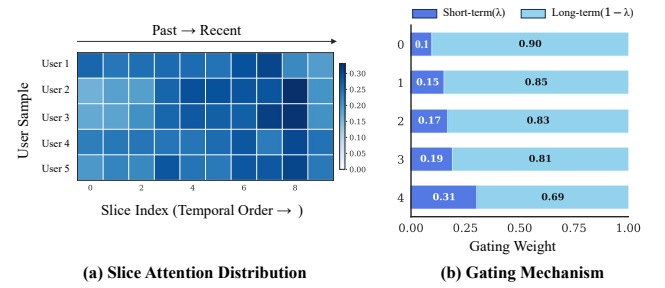 Past → Recent
User Sample
User 1
User 2
User 3
User 4
User 5
0 2 4 6 8
Slice Index (Temporal Order → )
0.30
0.25
0.20
0.15
0.10
0.05
0.00
(a) Slice Attention Distribution
Short-term(λ) Long-term(1 − λ)
0 0.1 0.90
1 0.15 0.85
2 0.17 0.83
3 0.19 0.81
4 0.31 0.69
0.00 0.25 0.50 0.75 1.00
Gating Weight
(b) Gating Mechanism